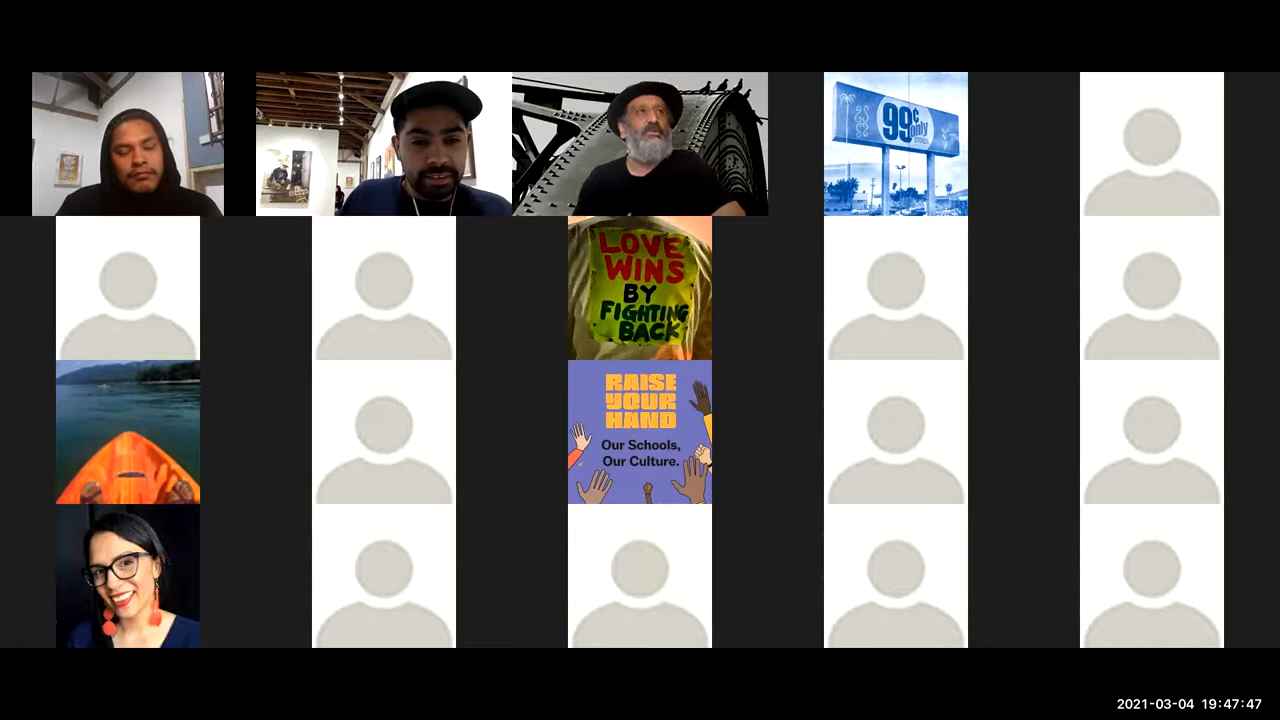 99¢
only
LOVE
WINS
BY
FIGHTING
BACK
RAISE
YOUR
HAND
Our Schools,
Our Culture.
2021-03-04 19:47:47